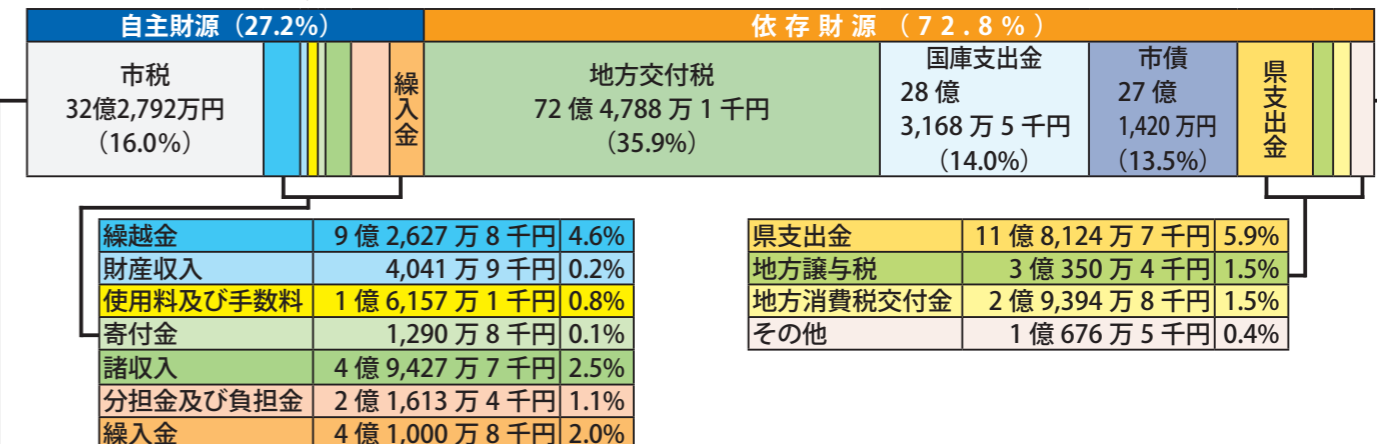 自主財源（27.2%）
依存財源（72.8%）
市税
32億2,792万円
（16.0%）
繰入金
地方交付税
72億4,788万1千円
（35.9%）
国庫支出金
28億
3,168万5千円
（14.0%）
市債
27億
1,420万円
（13.5%）
県支出金
繰越金 9億2,627万8千円 4.6%
財産収入 4,041万9千円 0.2%
使用料及び手数料 1億6,157万1千円 0.8%
寄付金 1,290万8千円 0.1%
諸収入 4億9,427万7千円 2.5%
分担金及び負担金 2億1,613万4千円 1.1%
繰入金 4億1,000万8千円 2.0%
県支出金 11億8,124万7千円 5.9%
地方譲与税 3億350万4千円 1.5%
地方消費税交付金 2億9,394万8千円 1.5%
その他 1億676万5千円 0.4%